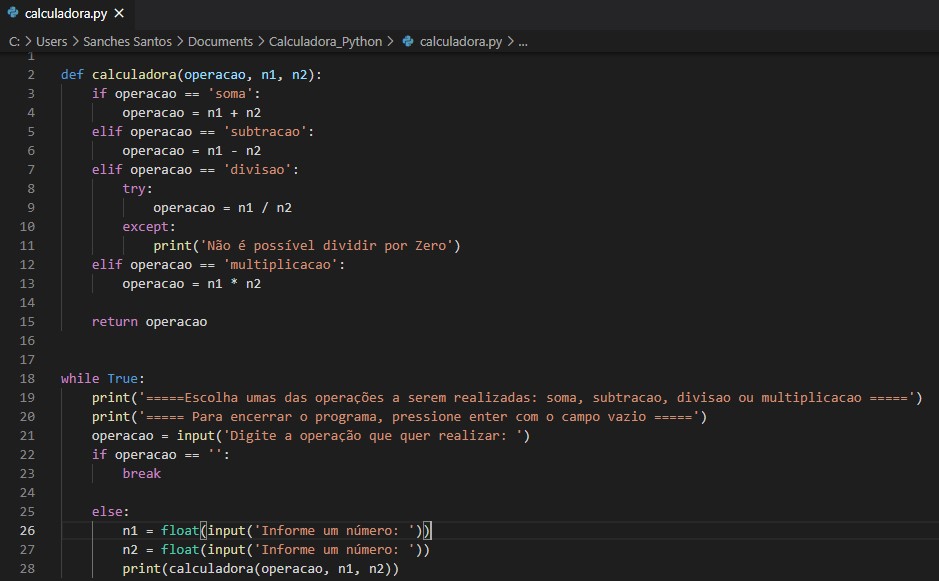 calculadora.py ×
C: > Users > Sanches Santos > Documents > Calculadora_Python > calculadora.py > ...
1
2 def calculadora(operacao, n1, n2):
3     if operacao == 'soma':
4         operacao = n1 + n2
5     elif operacao == 'subtracao':
6         operacao = n1 - n2
7     elif operacao == 'divisao':
8         try:
9             operacao = n1 / n2
10         except:
11             print('Não é possível dividir por Zero')
12     elif operacao == 'multiplicacao':
13         operacao = n1 * n2
14
15     return operacao
16
17
18 while True:
19     print('=====Escolha umas das operações a serem realizadas: soma, subtracao, divisao ou multiplicacao =====')
20     print('===== Para encerrar o programa, pressione enter com o campo vazio =====')
21     operacao = input('Digite a operação que quer realizar: ')
22     if operacao == '':
23         break
24
25     else:
26         n1 = float(input('Informe um número: '))
27         n2 = float(input('Informe um número: '))
28         print(calculadora(operacao, n1, n2))